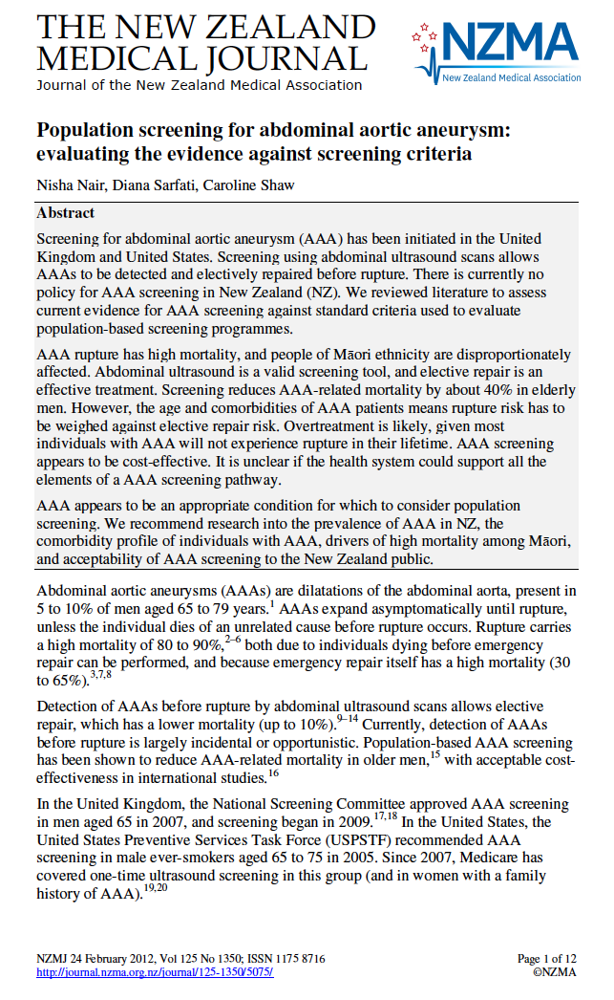 THE NEW ZEALAND
MEDICAL JOURNAL
Journal of the New Zealand Medical Association
NZMA
New Zealand Medical Association
Population screening for abdominal aortic aneurysm:
evaluating the evidence against screening criteria
Nisha Nair, Diana Sarfati, Caroline Shaw
Abstract
Screening for abdominal aortic aneurysm (AAA) has been initiated in the United
Kingdom and United States. Screening using abdominal ultrasound scans allows
AAAs to be detected and electively repaired before rupture. There is currently no
policy for AAA screening in New Zealand (NZ). We reviewed literature to assess
current evidence for AAA screening against standard criteria used to evaluate
population-based screening programmes.
AAA rupture has high mortality, and people of Māori ethnicity are disproportionately
affected. Abdominal ultrasound is a valid screening tool, and elective repair is an
effective treatment. Screening reduces AAA-related mortality by about 40% in elderly
men. However, the age and comorbidities of AAA patients means rupture risk has to
be weighed against elective repair risk. Overtreatment is likely, given most
individuals with AAA will not experience rupture in their lifetime. AAA screening
appears to be cost-effective. It is unclear if the health system could support all the
elements of a AAA screening pathway.
AAA appears to be an appropriate condition for which to consider population
screening. We recommend research into the prevalence of AAA in NZ, the
comorbidity profile of individuals with AAA, drivers of high mortality among Māori,
and acceptability of AAA screening to the New Zealand public.
Abdominal aortic aneurysms (AAAs) are dilatations of the abdominal aorta, present in
5 to 10% of men aged 65 to 79 years.1 AAAs expand asymptomatically until rupture,
unless the individual dies of an unrelated cause before rupture occurs. Rupture carries
a high mortality of 80 to 90%,2–6 both due to individuals dying before emergency
repair can be performed, and because emergency repair itself has a high mortality (30
to 65%).3,7,8
Detection of AAAs before rupture by abdominal ultrasound scans allows elective
repair, which has a lower mortality (up to 10%).9–14 Currently, detection of AAAs
before rupture is largely incidental or opportunistic. Population-based AAA screening
has been shown to reduce AAA-related mortality in older men,15 with acceptable cost-
effectiveness in international studies.16
In the United Kingdom, the National Screening Committee approved AAA screening
in men aged 65 in 2007, and screening began in 2009.17,18 In the United States, the
United States Preventive Services Task Force (USPSTF) recommended AAA
screening in male ever-smokers aged 65 to 75 in 2005. Since 2007, Medicare has
covered one-time ultrasound screening in this group (and in women with a family
history of AAA).19,20
NZMJ 24 February 2012, Vol 125 No 1350; ISSN 1175 8716
Page 1 of 12
http://journal.nzma.org.nz/journal/125-1350/5075/
©NZMA